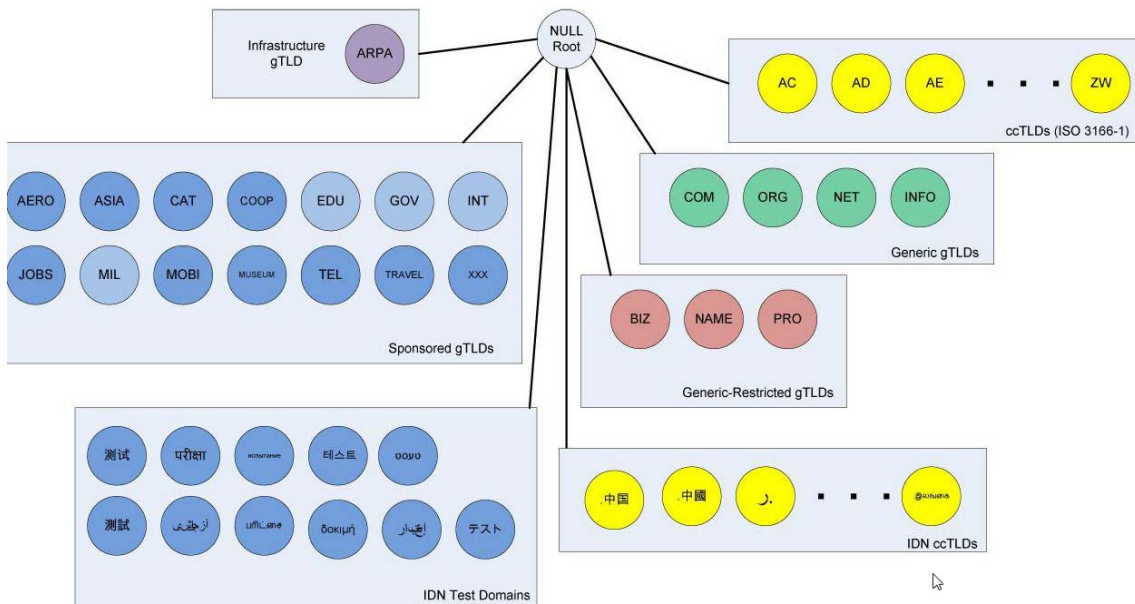 Infrastructure
gTLD
ARPA
NULL
Root
AC
AD
AE
ZW
ccTLDs (ISO 3166-1)
AERO
ASIA
CAT
COOP
EDU
GOV
INT
JOBS
MIL
MOBI
MUSEUM
TEL
TRAVEL
XXX
Sponsored gTLDs
COM
ORG
NET
INFO
Generic gTLDs
BIZ
NAME
PRO
Generic-Restricted gTLDs
测试
परीक्षा
испытание
테스트
測試
δοκιμή
テスト
IDN Test Domains
.中国
.中國
இலங்கை
IDN ccTLDs